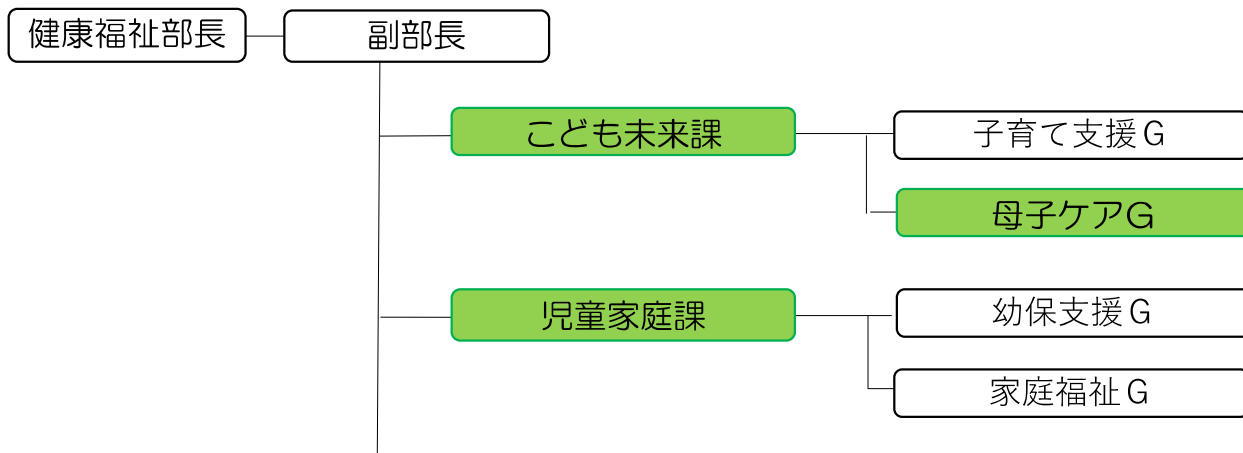 健康福祉部長
副部長
こども未来課
子育て支援G
母子ケアG
児童家庭課
幼保支援G
家庭福祉G